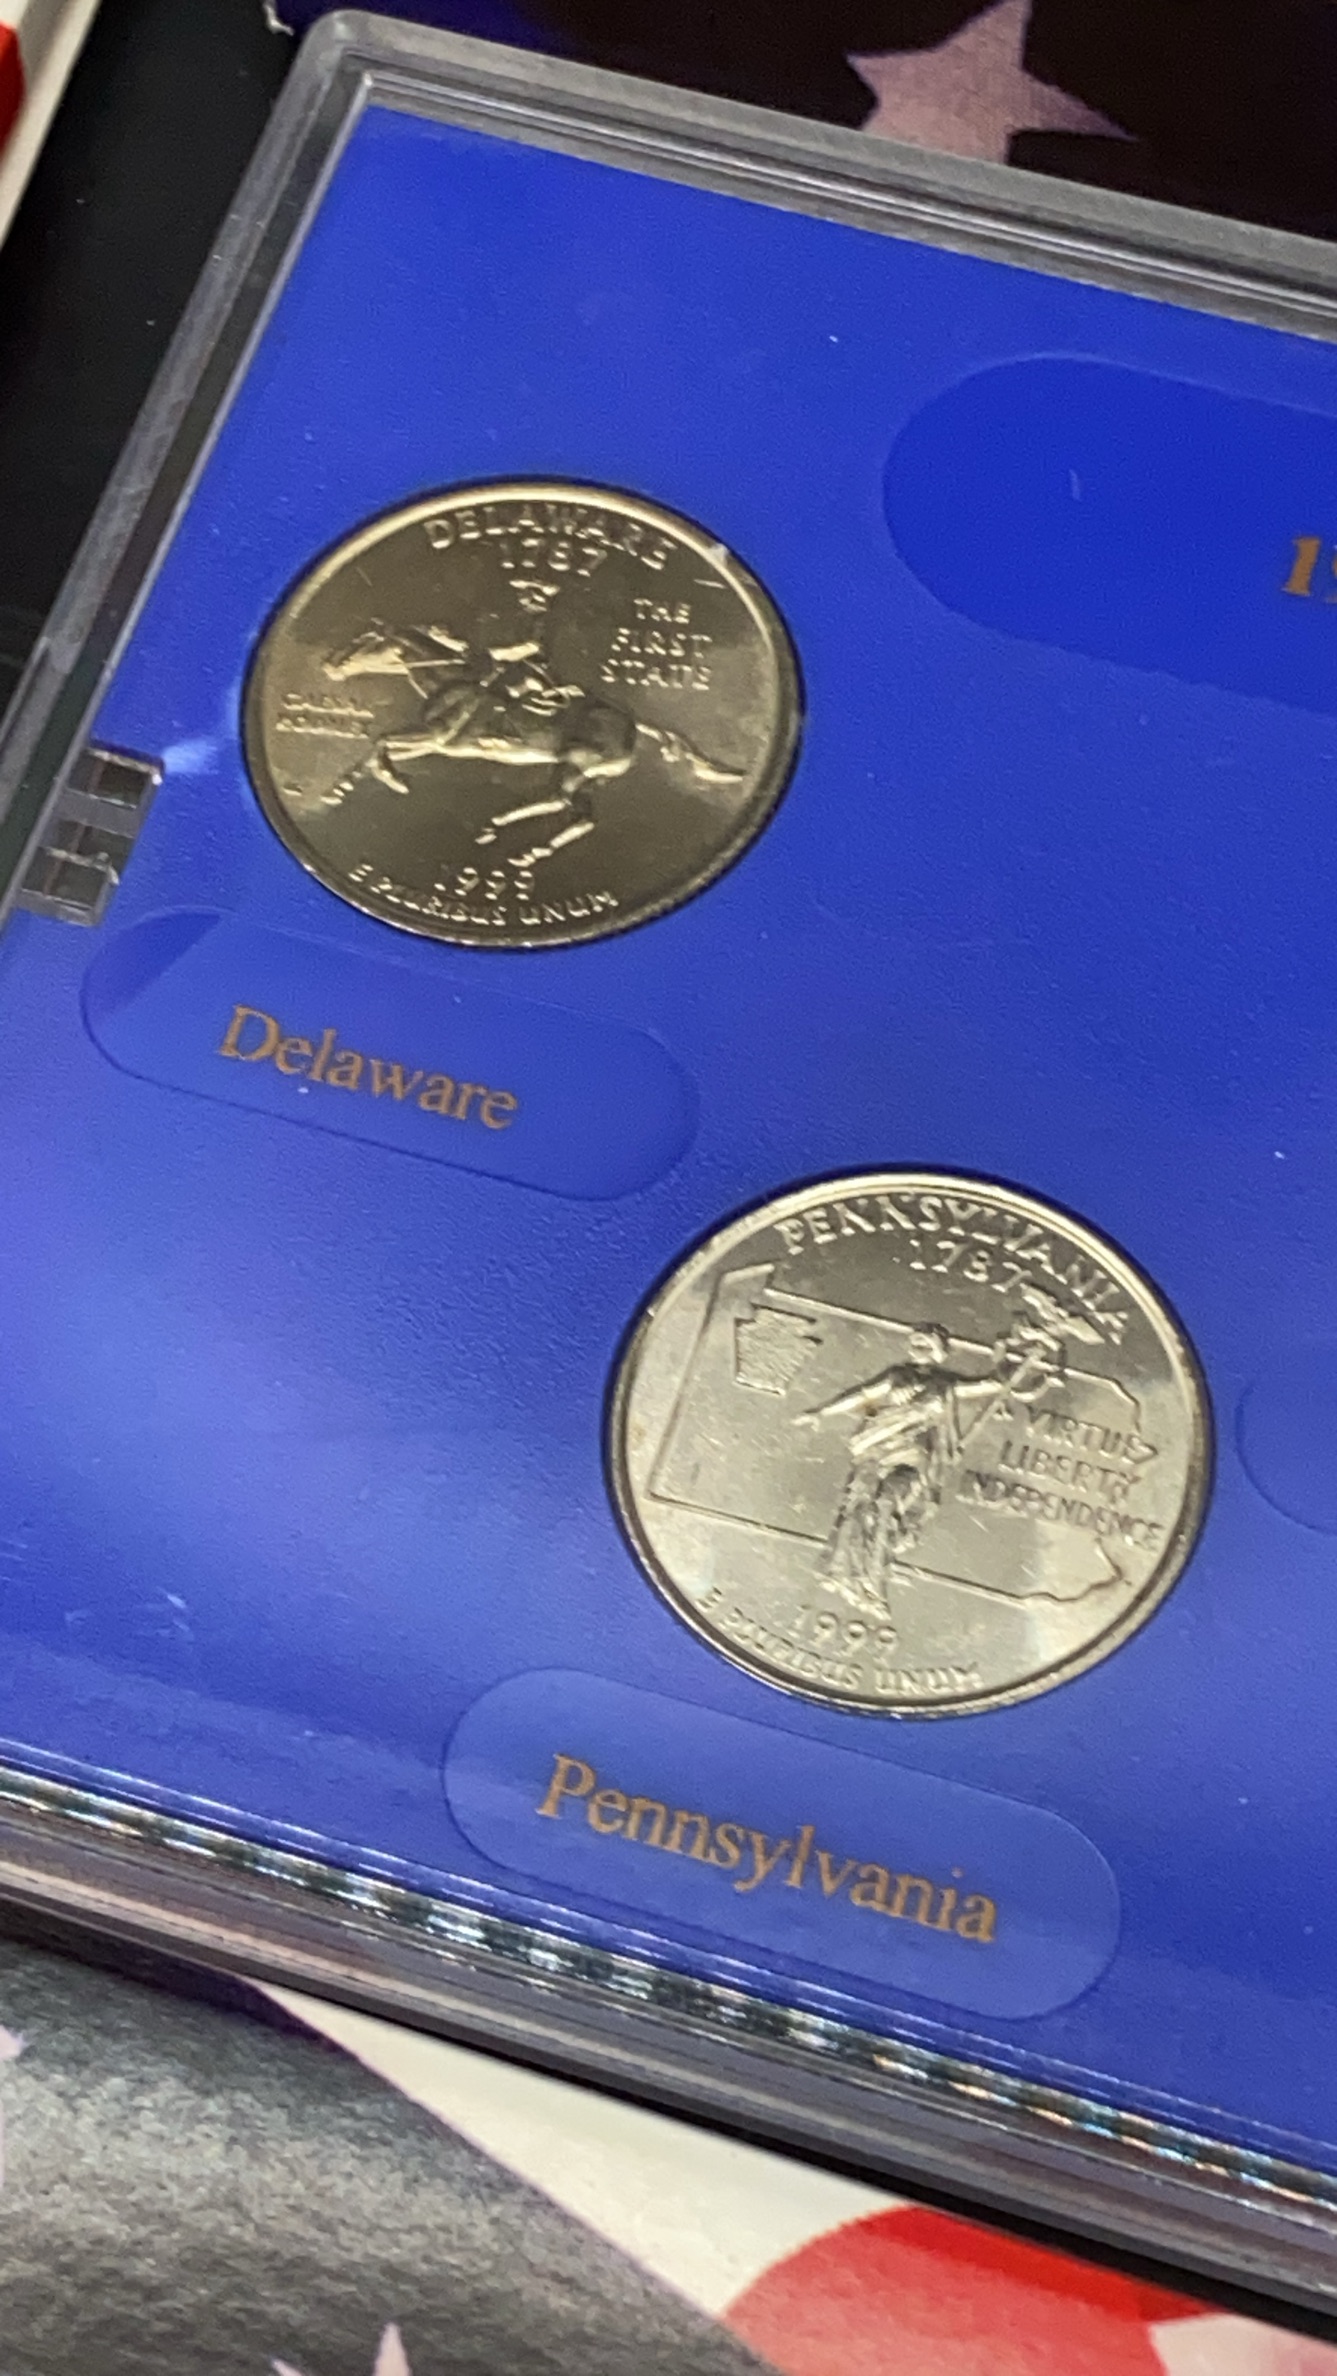 DELAWARE
1787
THE
FIRST
STATE
CAESAR
RODNEY
1999
E PLURIBUS UNUM
Delaware
PENNSYLVANIA
1787
VIRTUE
LIBERTY
INDEPENDENCE
1999
E PLURIBUS UNUM
Pennsylvania